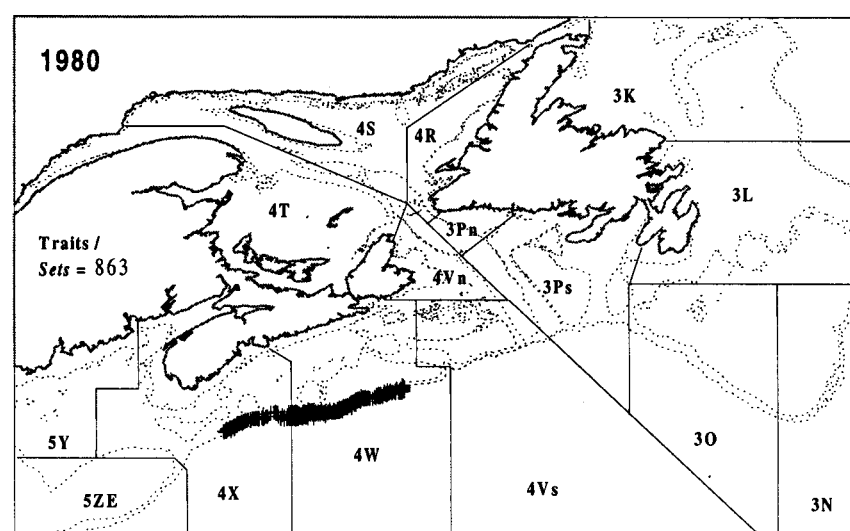 1980
3K
4S
4R
3L
4T
3Pn
Traits /
Sets = 863
4Vn
3Ps
5Y
4W
3O
5ZE
4X
4Vs
3N